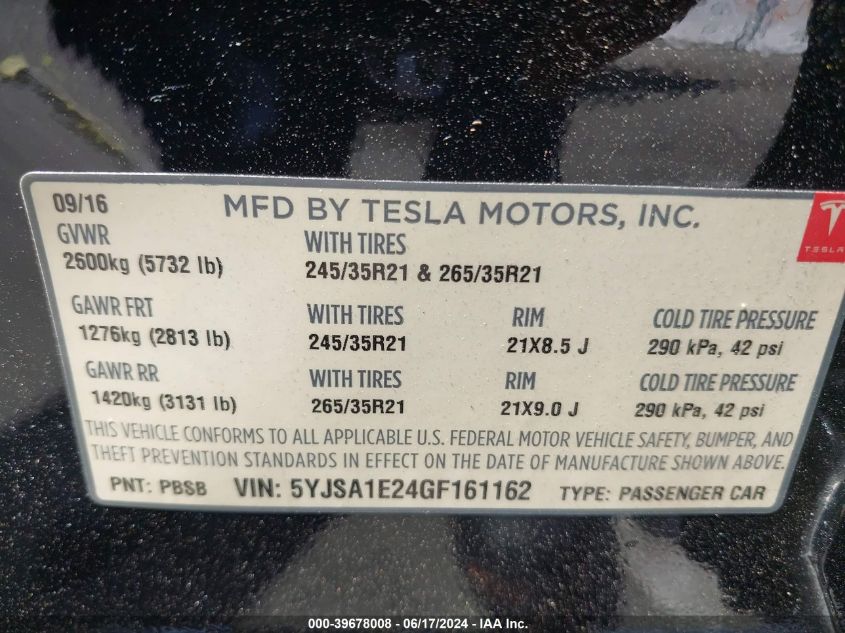 09/16 MFD BY TESLA MOTORS, INC.
TESLA
GVWR WITH TIRES
2600kg (5732 lb) 245/35R21 & 265/35R21
GAWR FRT WITH TIRES RIM COLD TIRE PRESSURE
1276kg (2813 lb) 245/35R21 21X8.5 J 290 kPa, 42 psi
GAWR RR WITH TIRES RIM COLD TIRE PRESSURE
1420kg (3131 lb) 265/35R21 21X9.0 J 290 kPa, 42 psi
THIS VEHICLE CONFORMS TO ALL APPLICABLE U.S. FEDERAL MOTOR VEHICLE SAFETY, BUMPER, AND
THEFT PREVENTION STANDARDS IN EFFECT ON THE DATE OF MANUFACTURE SHOWN ABOVE.
PNT: PBSB VIN: 5YJSA1E24GF161162 TYPE: PASSENGER CAR
000-39678008 - 06/17/2024 - IAA Inc.